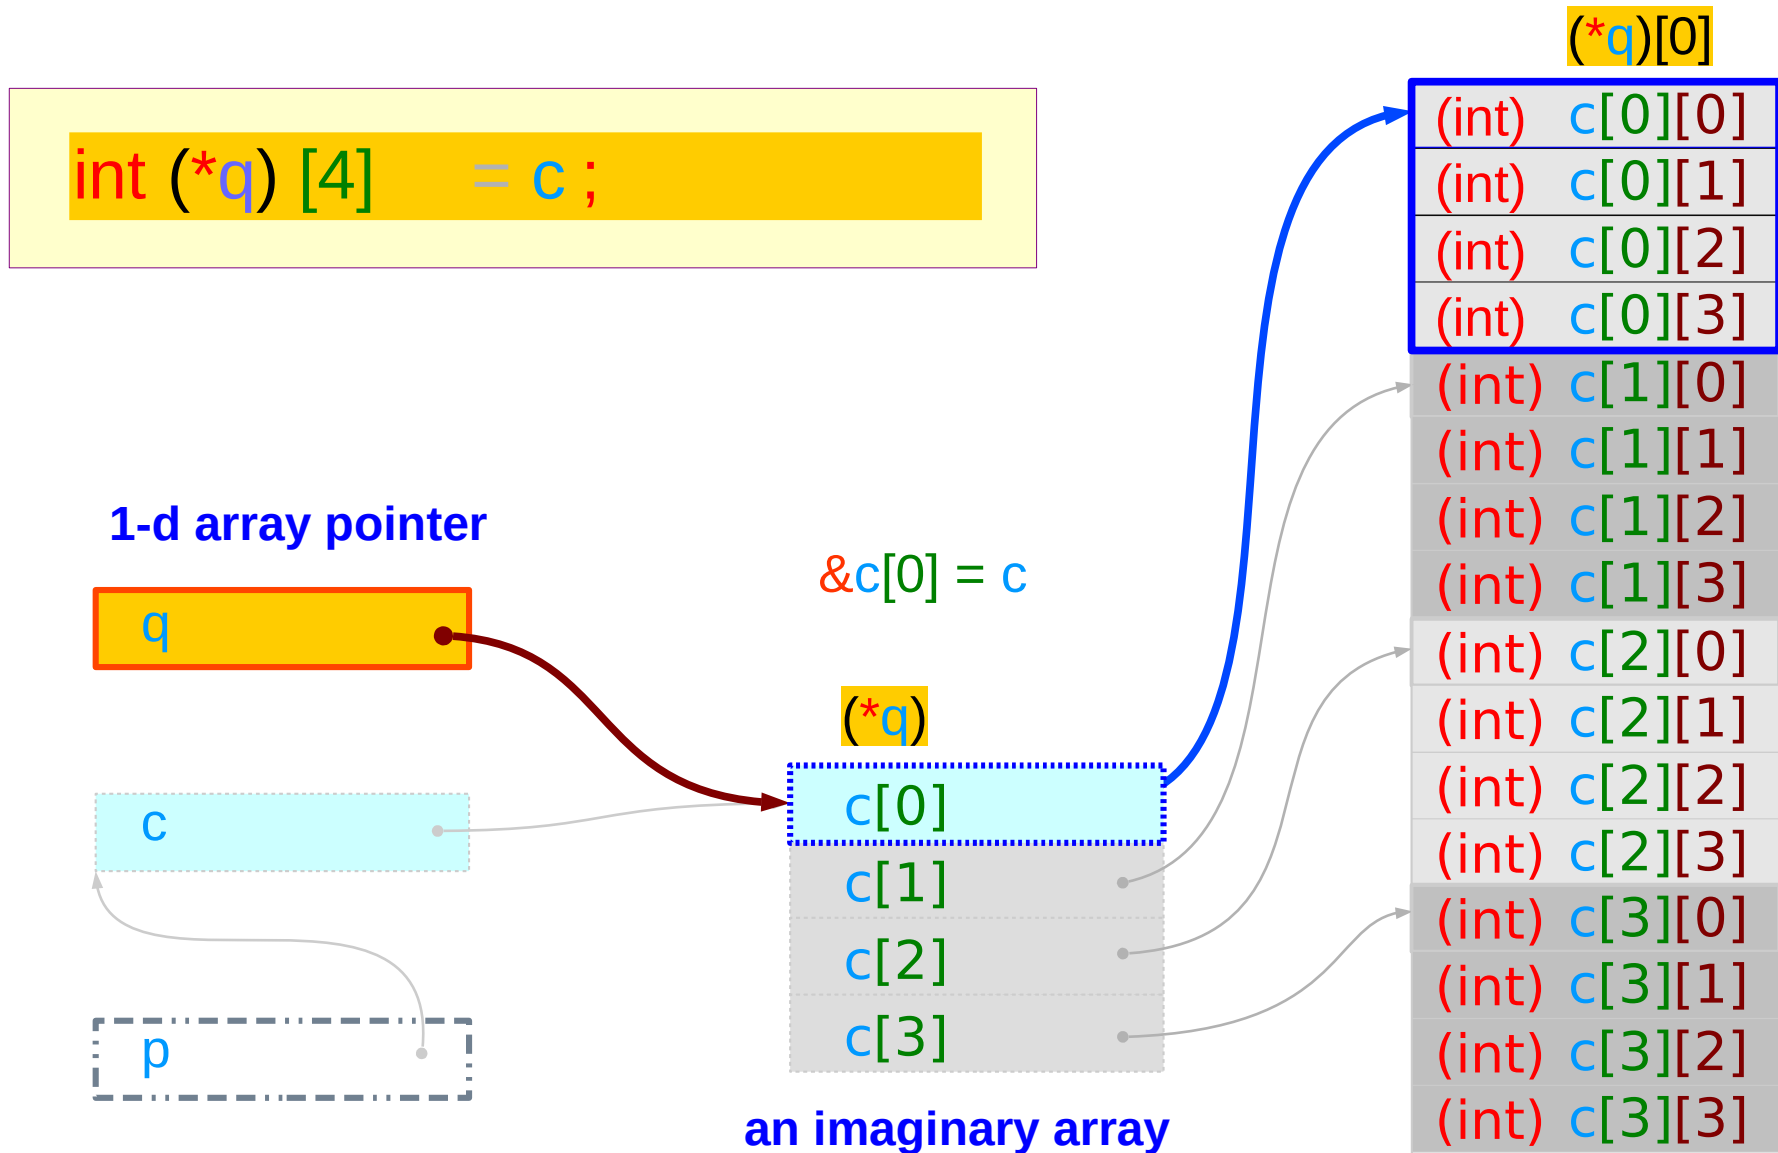 (*q)[0]
int (*q) [4] = c ;
(int) c[0][0]
(int) c[0][1]
(int) c[0][2]
(int) c[0][3]
(int) c[1][0]
(int) c[1][1]
(int) c[1][2]
(int) c[1][3]
(int) c[2][0]
(int) c[2][1]
(int) c[2][2]
(int) c[2][3]
(int) c[3][0]
(int) c[3][1]
(int) c[3][2]
(int) c[3][3]
1-d array pointer
q
c
p
&c[0] = c
(*q)
c[0]
c[1]
c[2]
c[3]
an imaginary array